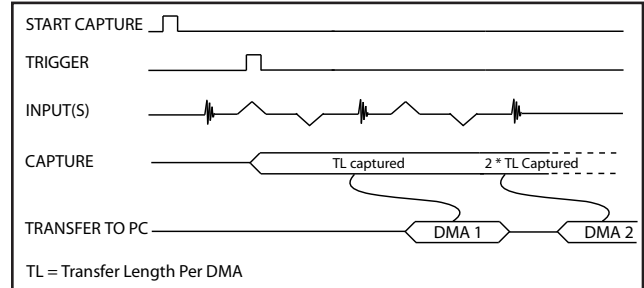 START CAPTURE
TRIGGER
INPUT(S)
CAPTURE
TL captured
2 * TL Captured
TRANSFER TO PC
DMA 1
DMA 2
TL = Transfer Length Per DMA